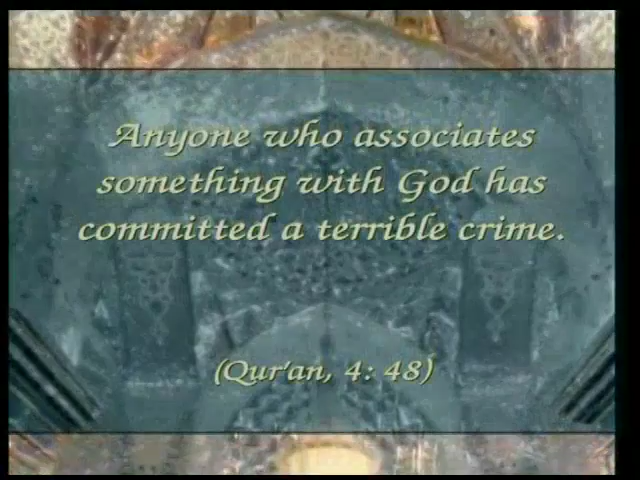 Anyone who associates
something with God has
committed a terrible crime.
(Qur'an, 4: 48)